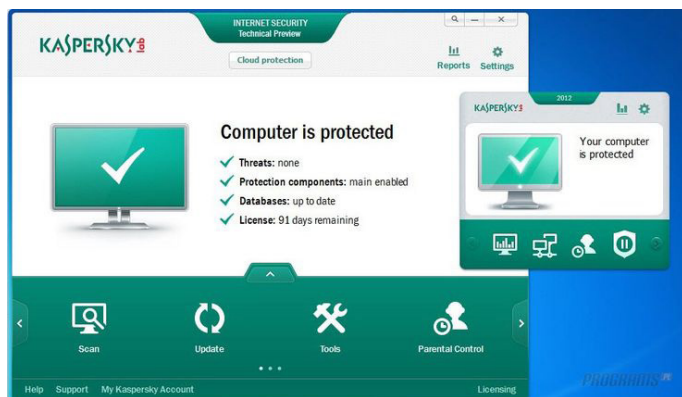 KASPERSKY lab
INTERNET SECURITY
Technical Preview
Cloud protection
Reports
Settings
Computer is protected
Threats: none
Protection components: main enabled
Databases: up to date
License: 91 days remaining
Scan
Update
Tools
Parental Control
Help
Support
My Kaspersky Account
Licensing
2012
KASPERSKY
Your computer
is protected
PROGRAMS